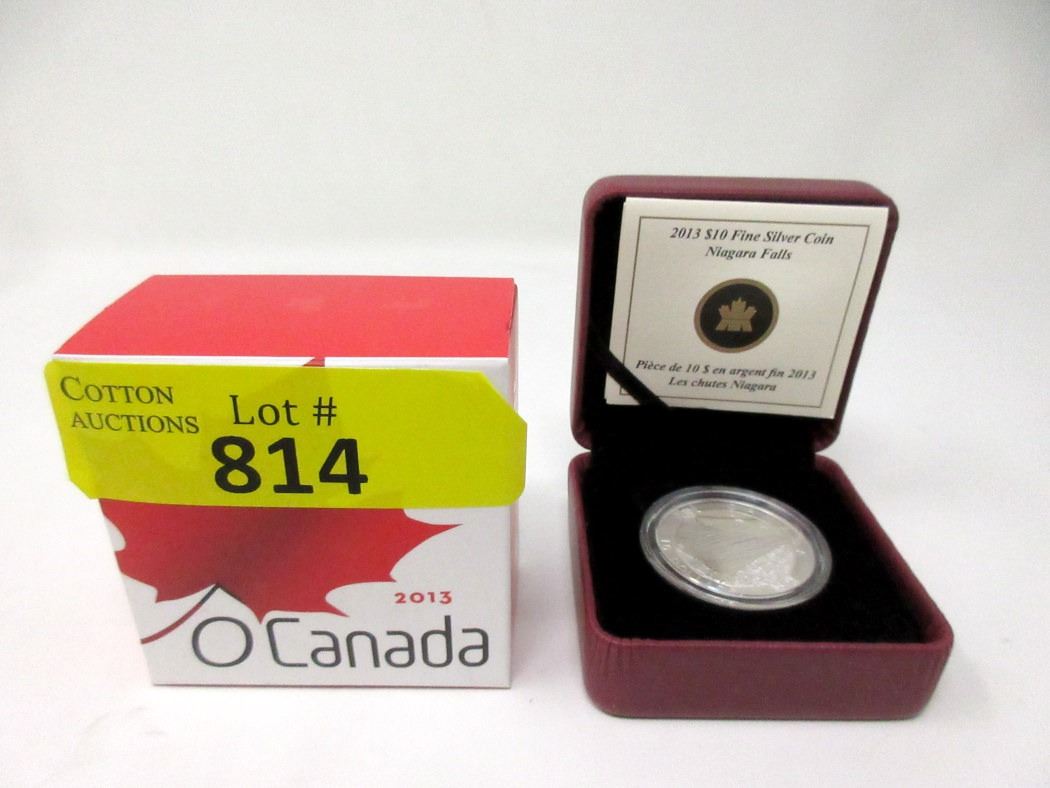 COTTON
AUCTIONS
Lot #
814
2013
O Canada
2013 $10 Fine Silver Coin
Niagara Falls
Pièce de 10 $ en argent fin 2013
Les chutes Niagara